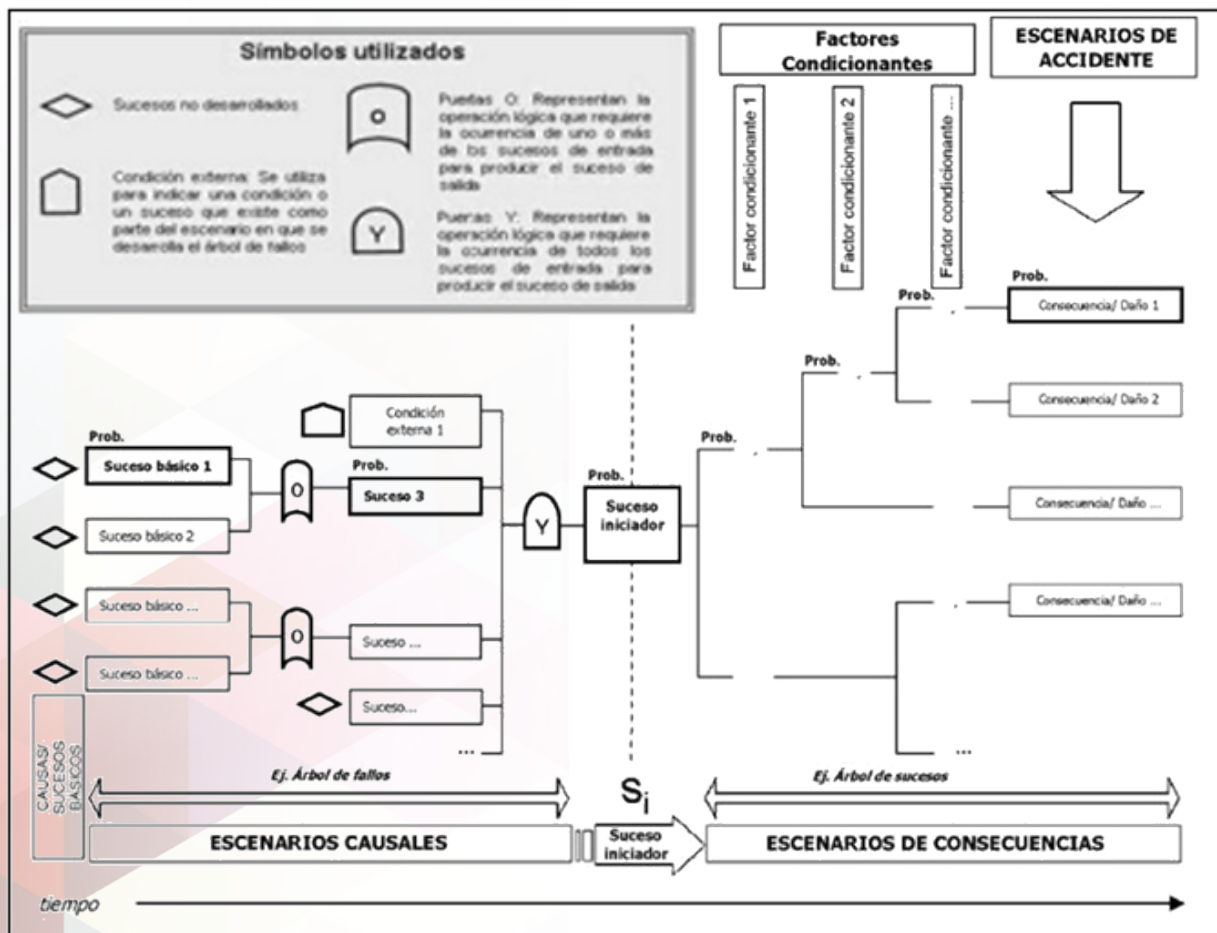 Símbolos utilizados
Sucesos no desarrollados
Condición externa: Se utiliza
para indicar una condición o
un suceso que existe como
parte del escenario en que se
desarrolla el árbol de fallos
O
Puertas O: Representan la
operación lógica que requiere
la ocurrencia de uno o más
de los sucesos de entrada
para producir el suceso de
salida
Y
Puertas Y: Representan la
operación lógica que requiere
la ocurrencia de todos los
sucesos de entrada para
producir el suceso de salida
Factores
Condicionantes
ESCENARIOS DE
ACCIDENTE
Factor condicionante 1
Factor condicionante 2
Factor condicionante ...
Prob.
Prob.
Consecuencia/ Daño 1
Prob.
Consecuencia/ Daño 2
Prob.
Consecuencia/ Daño ...
Consecuencia/ Daño ...
...
Condición
externa 1
Prob.
Suceso básico 1
Suceso básico 2
O
Prob.
Suceso 3
Y
Prob.
Suceso
iniciador
Suceso básico ...
Suceso básico ...
O
Suceso ...
Suceso...
...
CAUSAS/
SUCESOS
BÁSICOS
Ej. Árbol de fallos
Si
Ej. Árbol de sucesos
ESCENARIOS CAUSALES
Suceso
iniciador
ESCENARIOS DE CONSECUENCIAS
tiempo